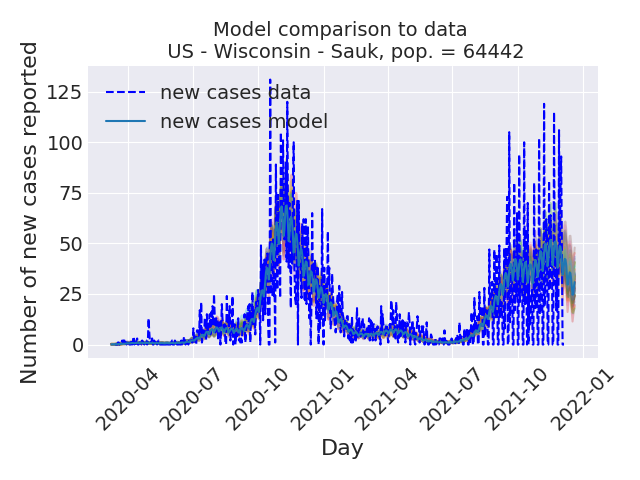 Model comparison to data
US - Wisconsin - Sauk, pop. = 64442
Number of new cases reported
125
100
75
50
25
0
new cases data
new cases model
2020-04
2020-07
2020-10
2021-01
2021-04
2021-07
2021-10
2022-01
Day